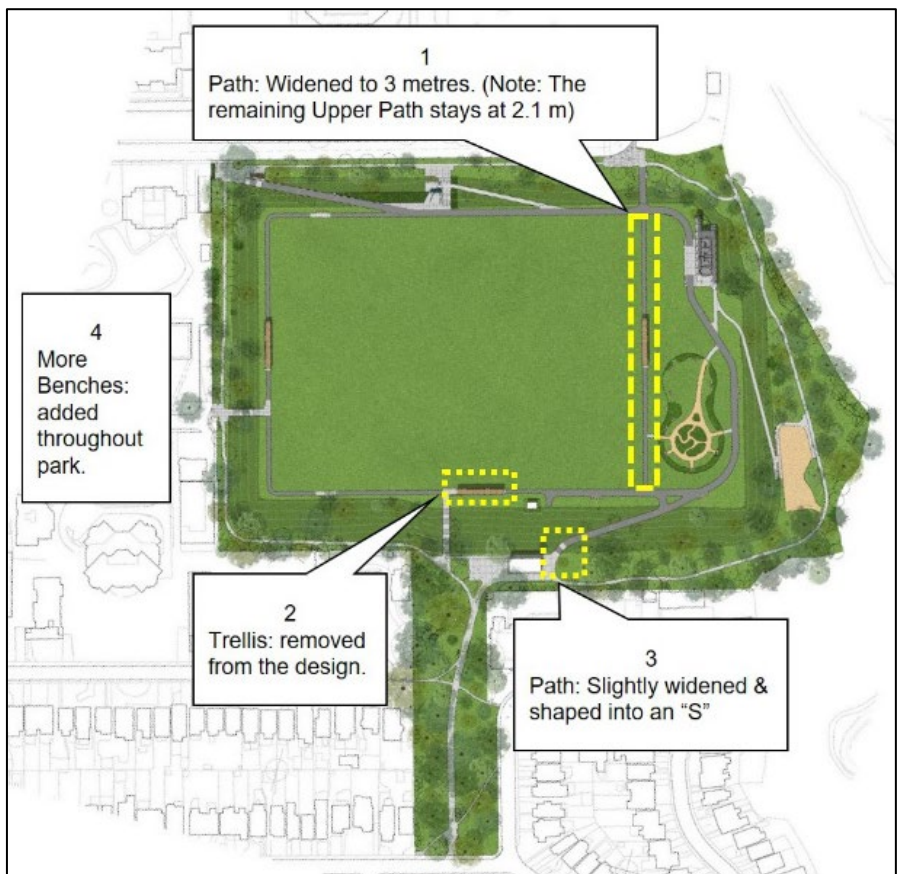 1
Path: Widened to 3 metres. (Note: The
remaining Upper Path stays at 2.1 m)
4
More
Benches:
added
throughout
park.
2
Trellis: removed
from the design.
3
Path: Slightly widened &
shaped into an “S”